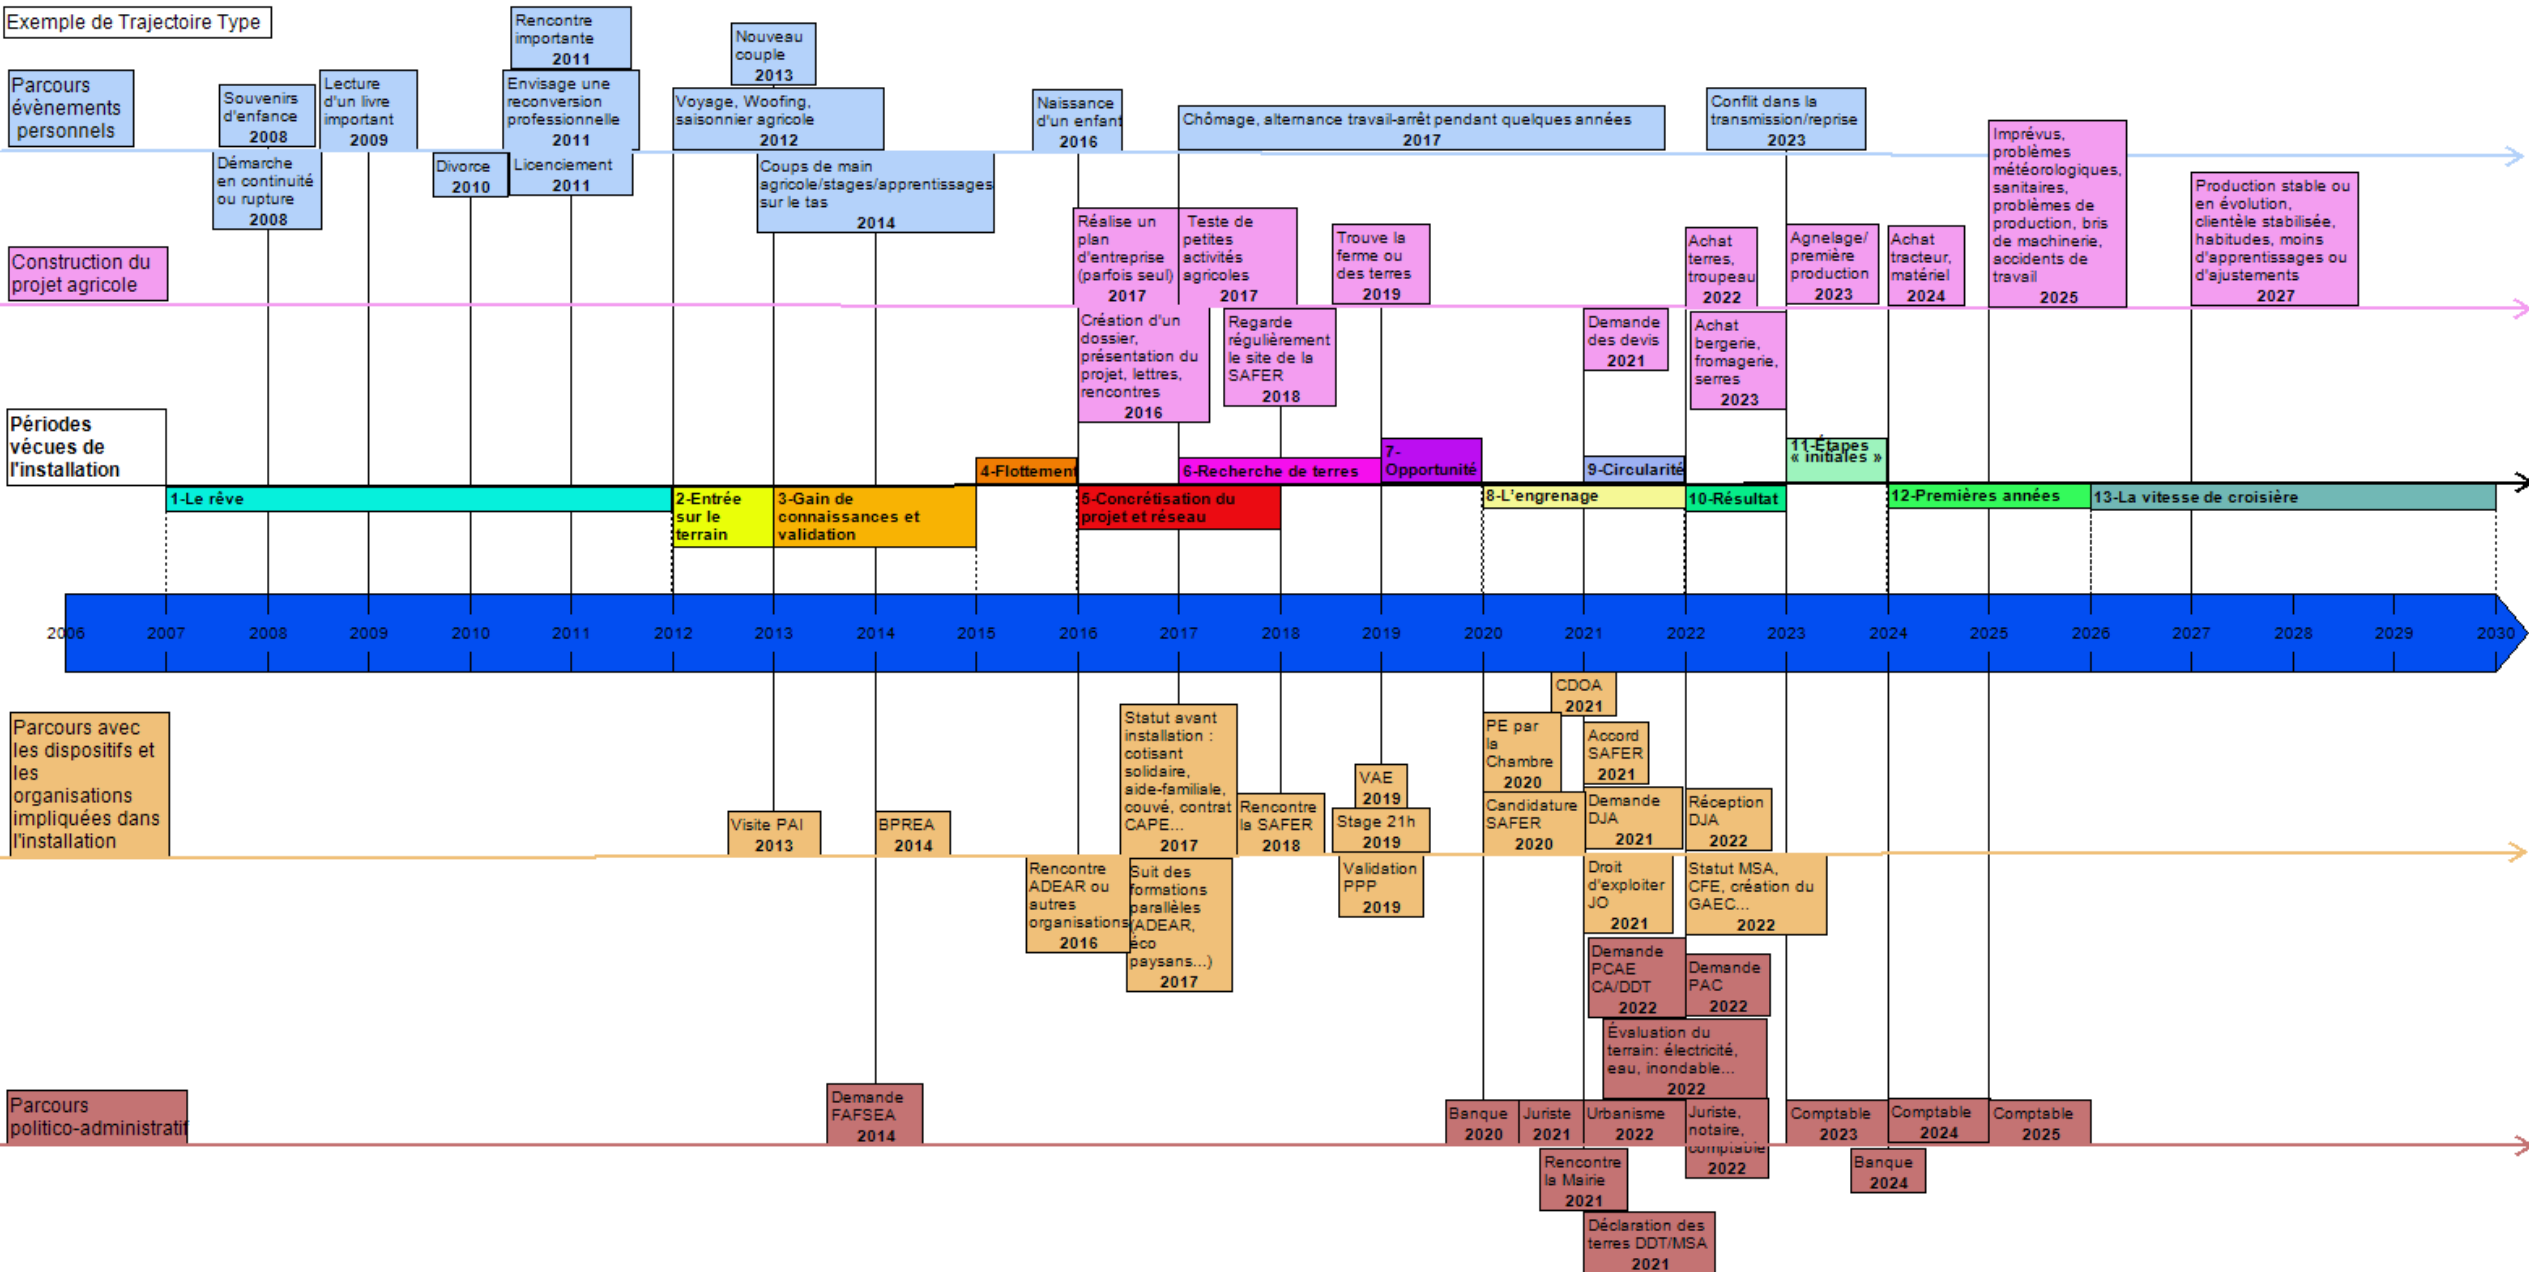 Exemple de Trajectoire Type
Parcours
évènements
personnels
Souvenirs
d'enfance
2008
Démarche
en continuité
ou rupture
2008
Lecture
d'un livre
important
2009
Divorce
2010
Rencontre
importante
2011
Envisage une
reconversion
professionnelle
2011
Licenciement
2011
Nouveau
couple
2013
Voyage, Woofing,
saisonnier agricole
2012
Coups de main
agricole/stages/apprentissages
sur le tas
2014
Naissance
d'un enfant
2016
Chômage, alternance travail-arrêt pendant quelques années
2017
Conflit dans la
transmission/reprise
2023
Construction du
projet agricole
Réalise un
plan
d'entreprise
(parfois seul)
2017
Teste de
petites
activités
agricoles
2017
Trouve la
ferme ou
des terres
2019
Achat
terres,
troupeau
2022
Agnelage/
première
production
2023
Achat
tracteur,
matériel
2024
Imprévus,
problèmes
météorologiques,
sanitaires,
problèmes de
production, bris
de machinerie,
accidents de
travail
2025
Production stable ou
en évolution,
clientèle stabilisée,
habitudes, moins
d'apprentissages ou
d'ajustements
2027
Création d'un
dossier,
présentation du
projet, lettres,
rencontres
2016
Regarde
régulièrement
le site de la
SAFER
2018
Demande
des devis
2021
Achat
bergerie,
fromagerie,
serres
2023
Périodes
vécues de
l'installation
1-Le rêve
2-Entrée
sur le
terrain
3-Gain de
connaissances et
validation
4-Flottement
5-Concrétisation du
projet et réseau
6-Recherche de terres
7-
Opportunité
8-L'engrenage
9-Circularité
10-Résultat
11-Étapes
« initiales »
12-Premières années
13-La vitesse de croisière
2006 2007 2008 2009 2010 2011 2012 2013 2014 2015 2016 2017 2018 2019 2020 2021 2022 2023 2024 2025 2026 2027 2028 2029 2030
Parcours avec
les dispositifs et
les
organisations
impliquées dans
l'installation
Visite PAI
2013
BPREA
2014
Statut avant
installation :
cotisant
solidaire,
aide-familiale,
couvé, contrat
CAPE...
2017
Rencontre
la SAFER
2018
VAE
2019
Stage 21h
2019
PE par
la
Chambre
2020
Candidature
SAFER
2020
CDOA
2021
Accord
SAFER
2021
Demande
DJA
2021
Réception
DJA
2022
Rencontre
ADEAR ou
autres
organisations
2016
Suit des
formations
parallèles
(ADEAR,
éco
paysans...)
2017
Validation
PPP
2019
Droit
d'exploiter
JO
2021
Statut MSA,
CFE, création du
GAEC...
2022
Parcours
politico-administratif
Demande
FAFSEA
2014
Demande
PCAE
CA/DDT
2022
Demande
PAC
2022
Évaluation du
terrain: électricité,
eau, inondable...
2022
Banque
2020
Juriste
2021
Urbanisme
2022
Juriste,
notaire,
comptable
2022
Comptable
2023
Comptable
2024
Comptable
2025
Rencontre
la Mairie
2021
Banque
2024
Déclaration des
terres DDT/MSA
2021